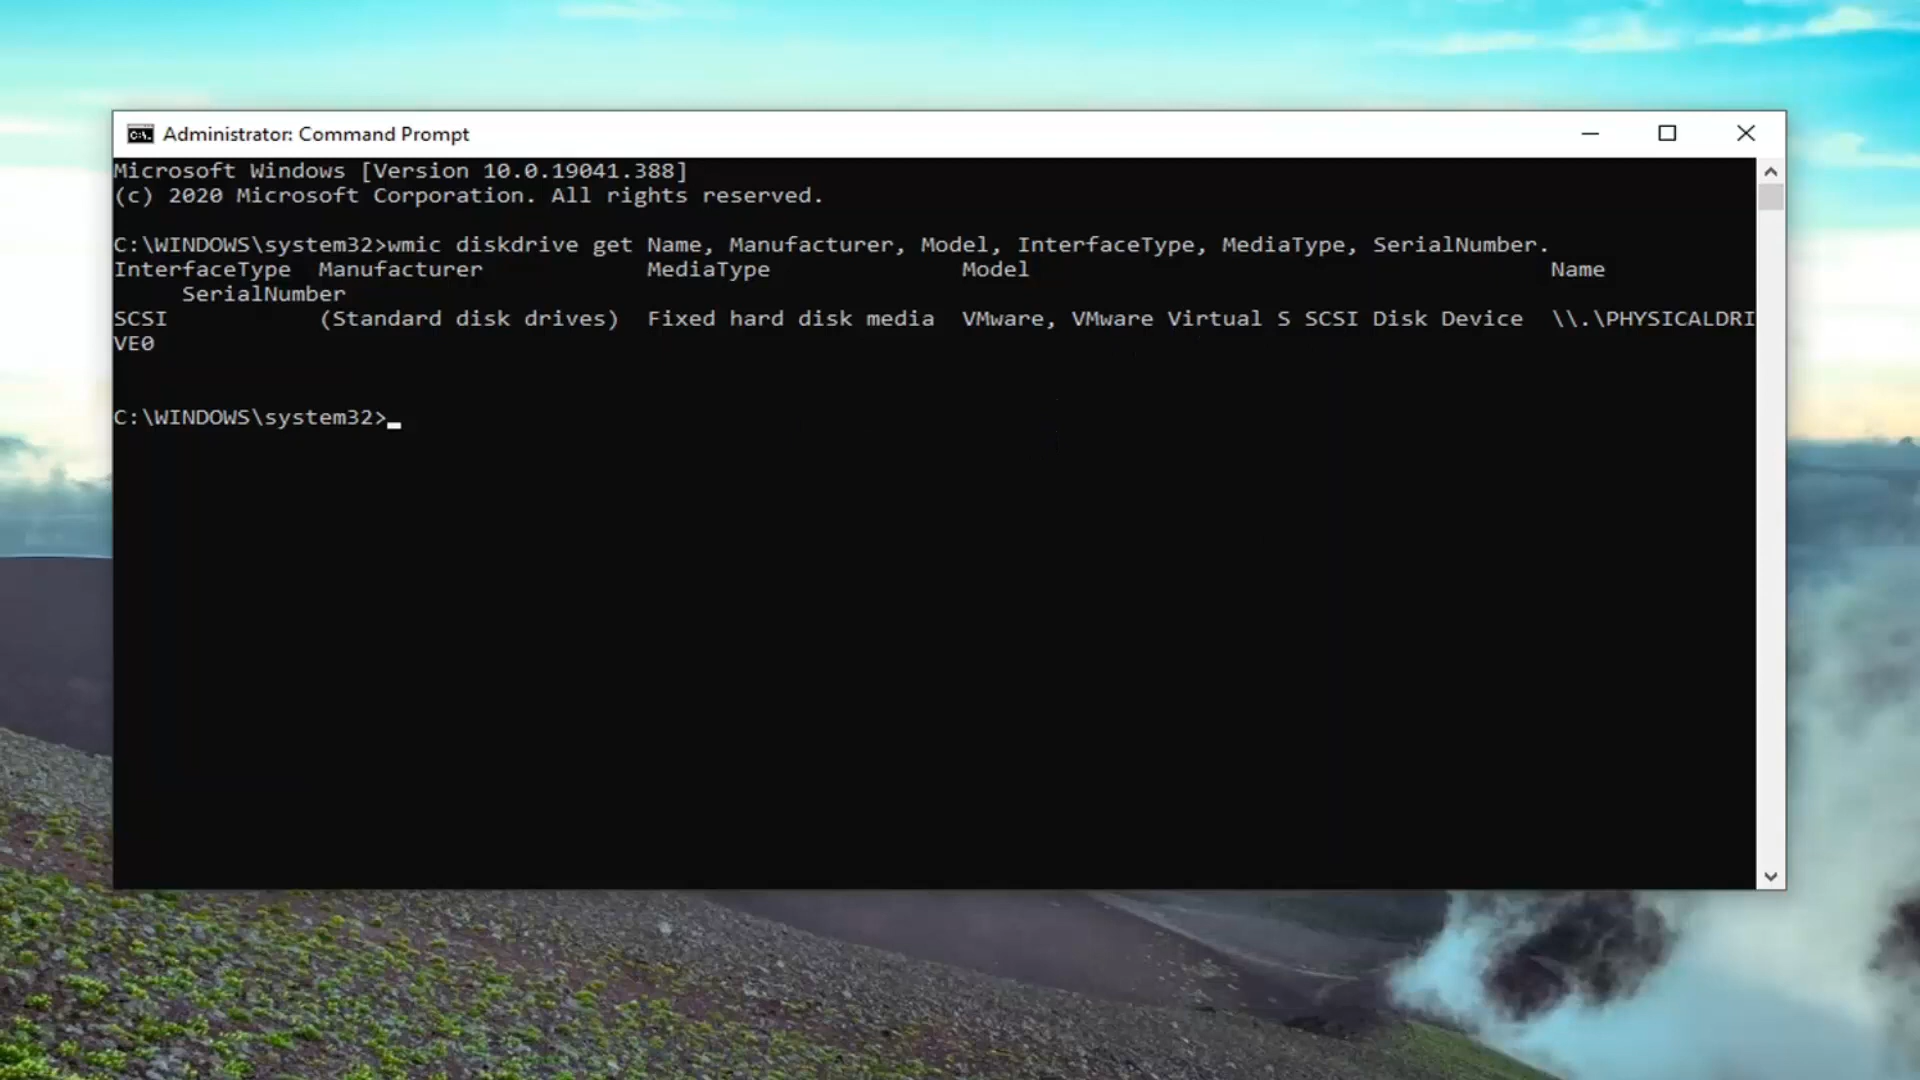 Administrator: Command Prompt
Microsoft Windows [Version 10.0.19041.388]
(c) 2020 Microsoft Corporation. All rights reserved.
C:\WINDOWS\system32>wmic diskdrive get Name, Manufacturer, Model, InterfaceType, MediaType, SerialNumber.
InterfaceType  Manufacturer            MediaType              Model                                      Name
     SerialNumber
SCSI           (Standard disk drives)  Fixed hard disk media  VMware, VMware Virtual S SCSI Disk Device  \\.\PHYSICALDRI
VE0
C:\WINDOWS\system32>